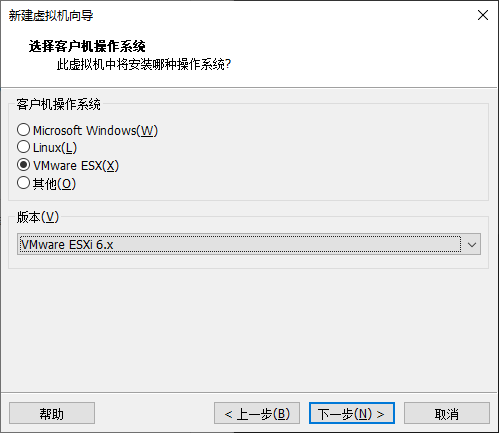 新建虚拟机向导
选择客户机操作系统
此虚拟机中将安装哪种操作系统?
客户机操作系统
Microsoft Windows(W)
Linux(L)
VMware ESX(X)
其他(O)
版本(V)
VMware ESXi 6.x
帮助
< 上一步(B)
下一步(N) >
取消